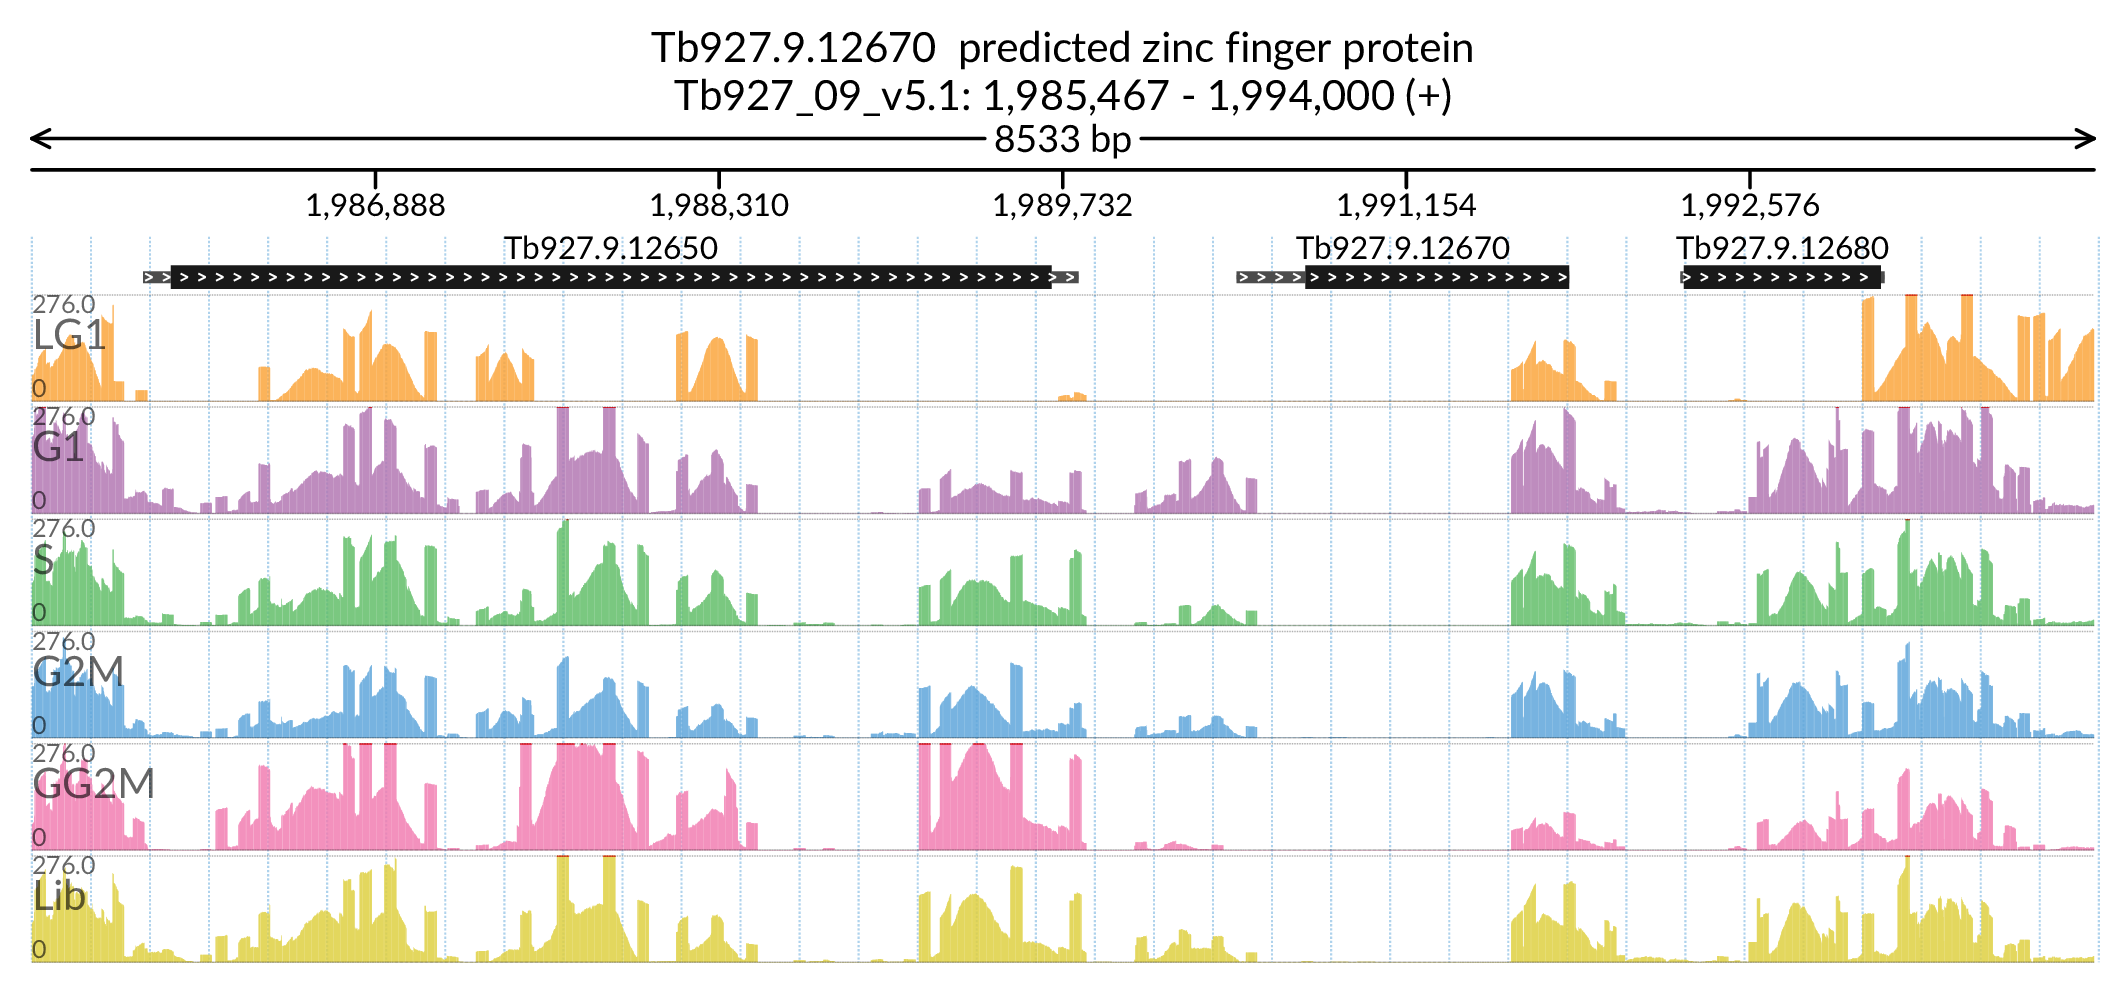 Tb927.9.12670  predicted zinc finger protein
Tb927_09_v5.1: 1,985,467 - 1,994,000 (+)
8533 bp
1,986,888 1,988,310 1,989,732 1,991,154 1,992,576
Tb927.9.12650 Tb927.9.12670 Tb927.9.12680
276.0
LG1
0
276.0
G1
0
276.0
S
0
276.0
G2M
0
276.0
GG2M
0
276.0
Lib
0